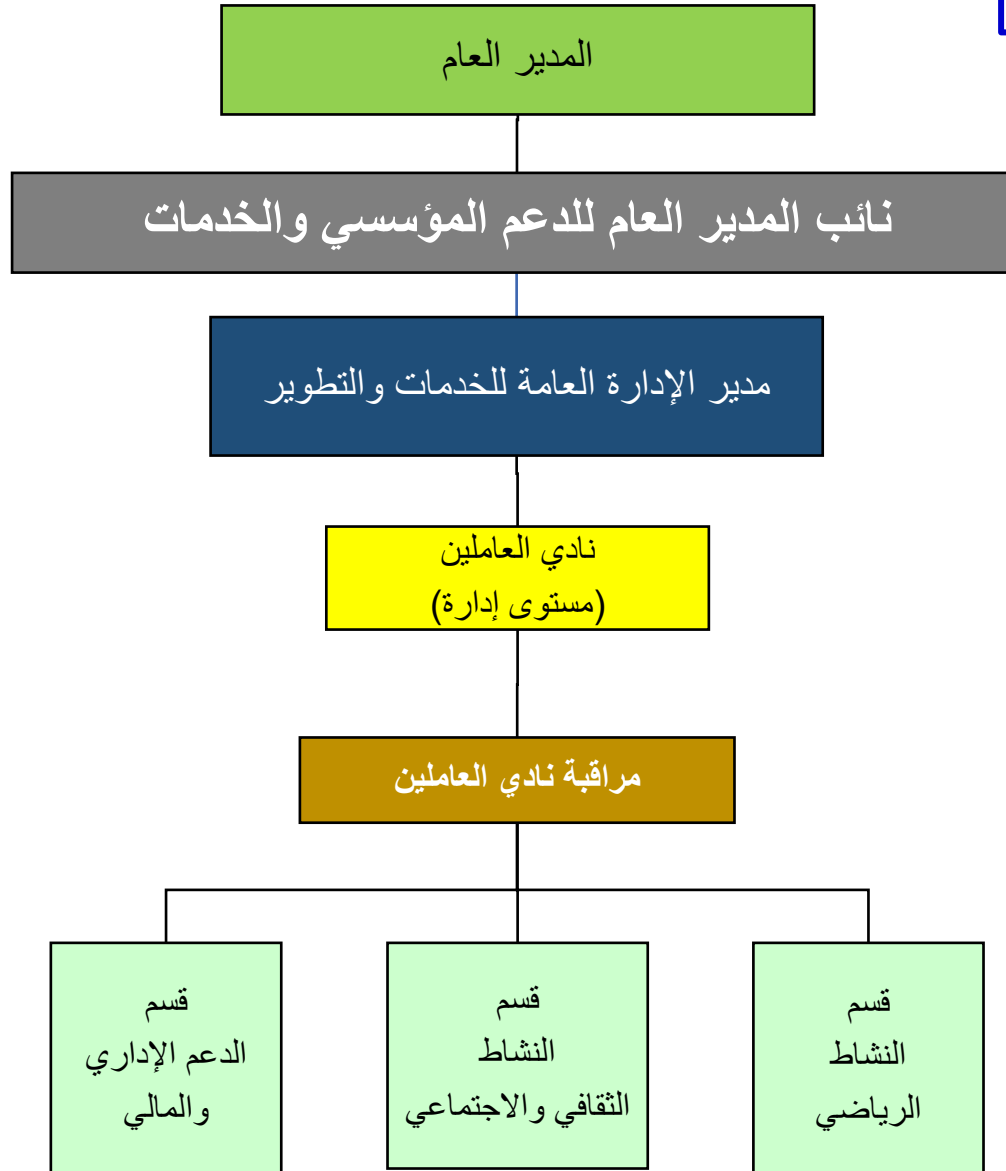 المدير العام
نائب المدير العام للدعم المؤسسي والخدمات
مدير الإدارة العامة للخدمات والتطوير
نادي العاملين
(مستوى إدارة)
مراقبة نادي العاملين
قسم
النشاط
الرياضي
قسم
النشاط
الثقافي والاجتماعي
قسم
الدعم الإداري
والمالي